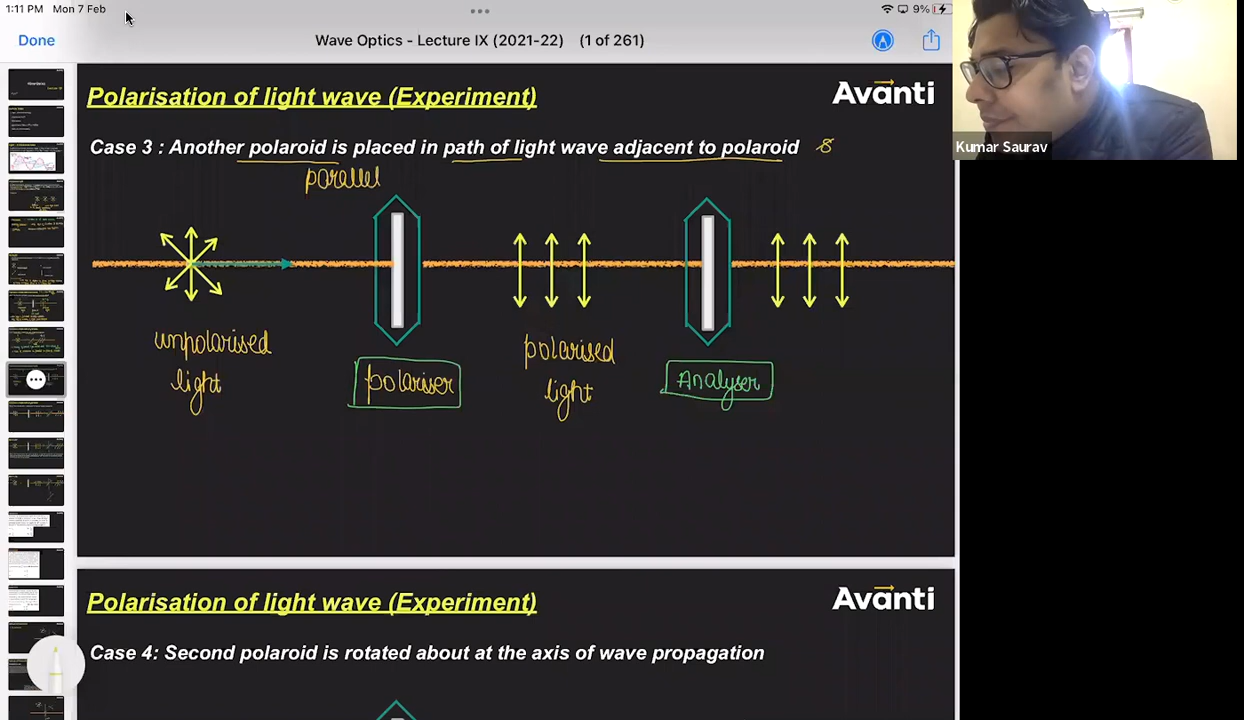 1:11 PM Mon 7 Feb
9%
Done
Wave Optics - Lecture IX (2021-22) (1 of 261)
Kumar Saurav
Polarisation of light wave (Experiment)
Avanti
Case 3 : Another polaroid is placed in path of light wave adjacent to polaroid
parallel
unpolarised
light
polariser
polarised
light
Analyser
Polarisation of light wave (Experiment)
Avanti
Case 4: Second polaroid is rotated about at the axis of wave propagation